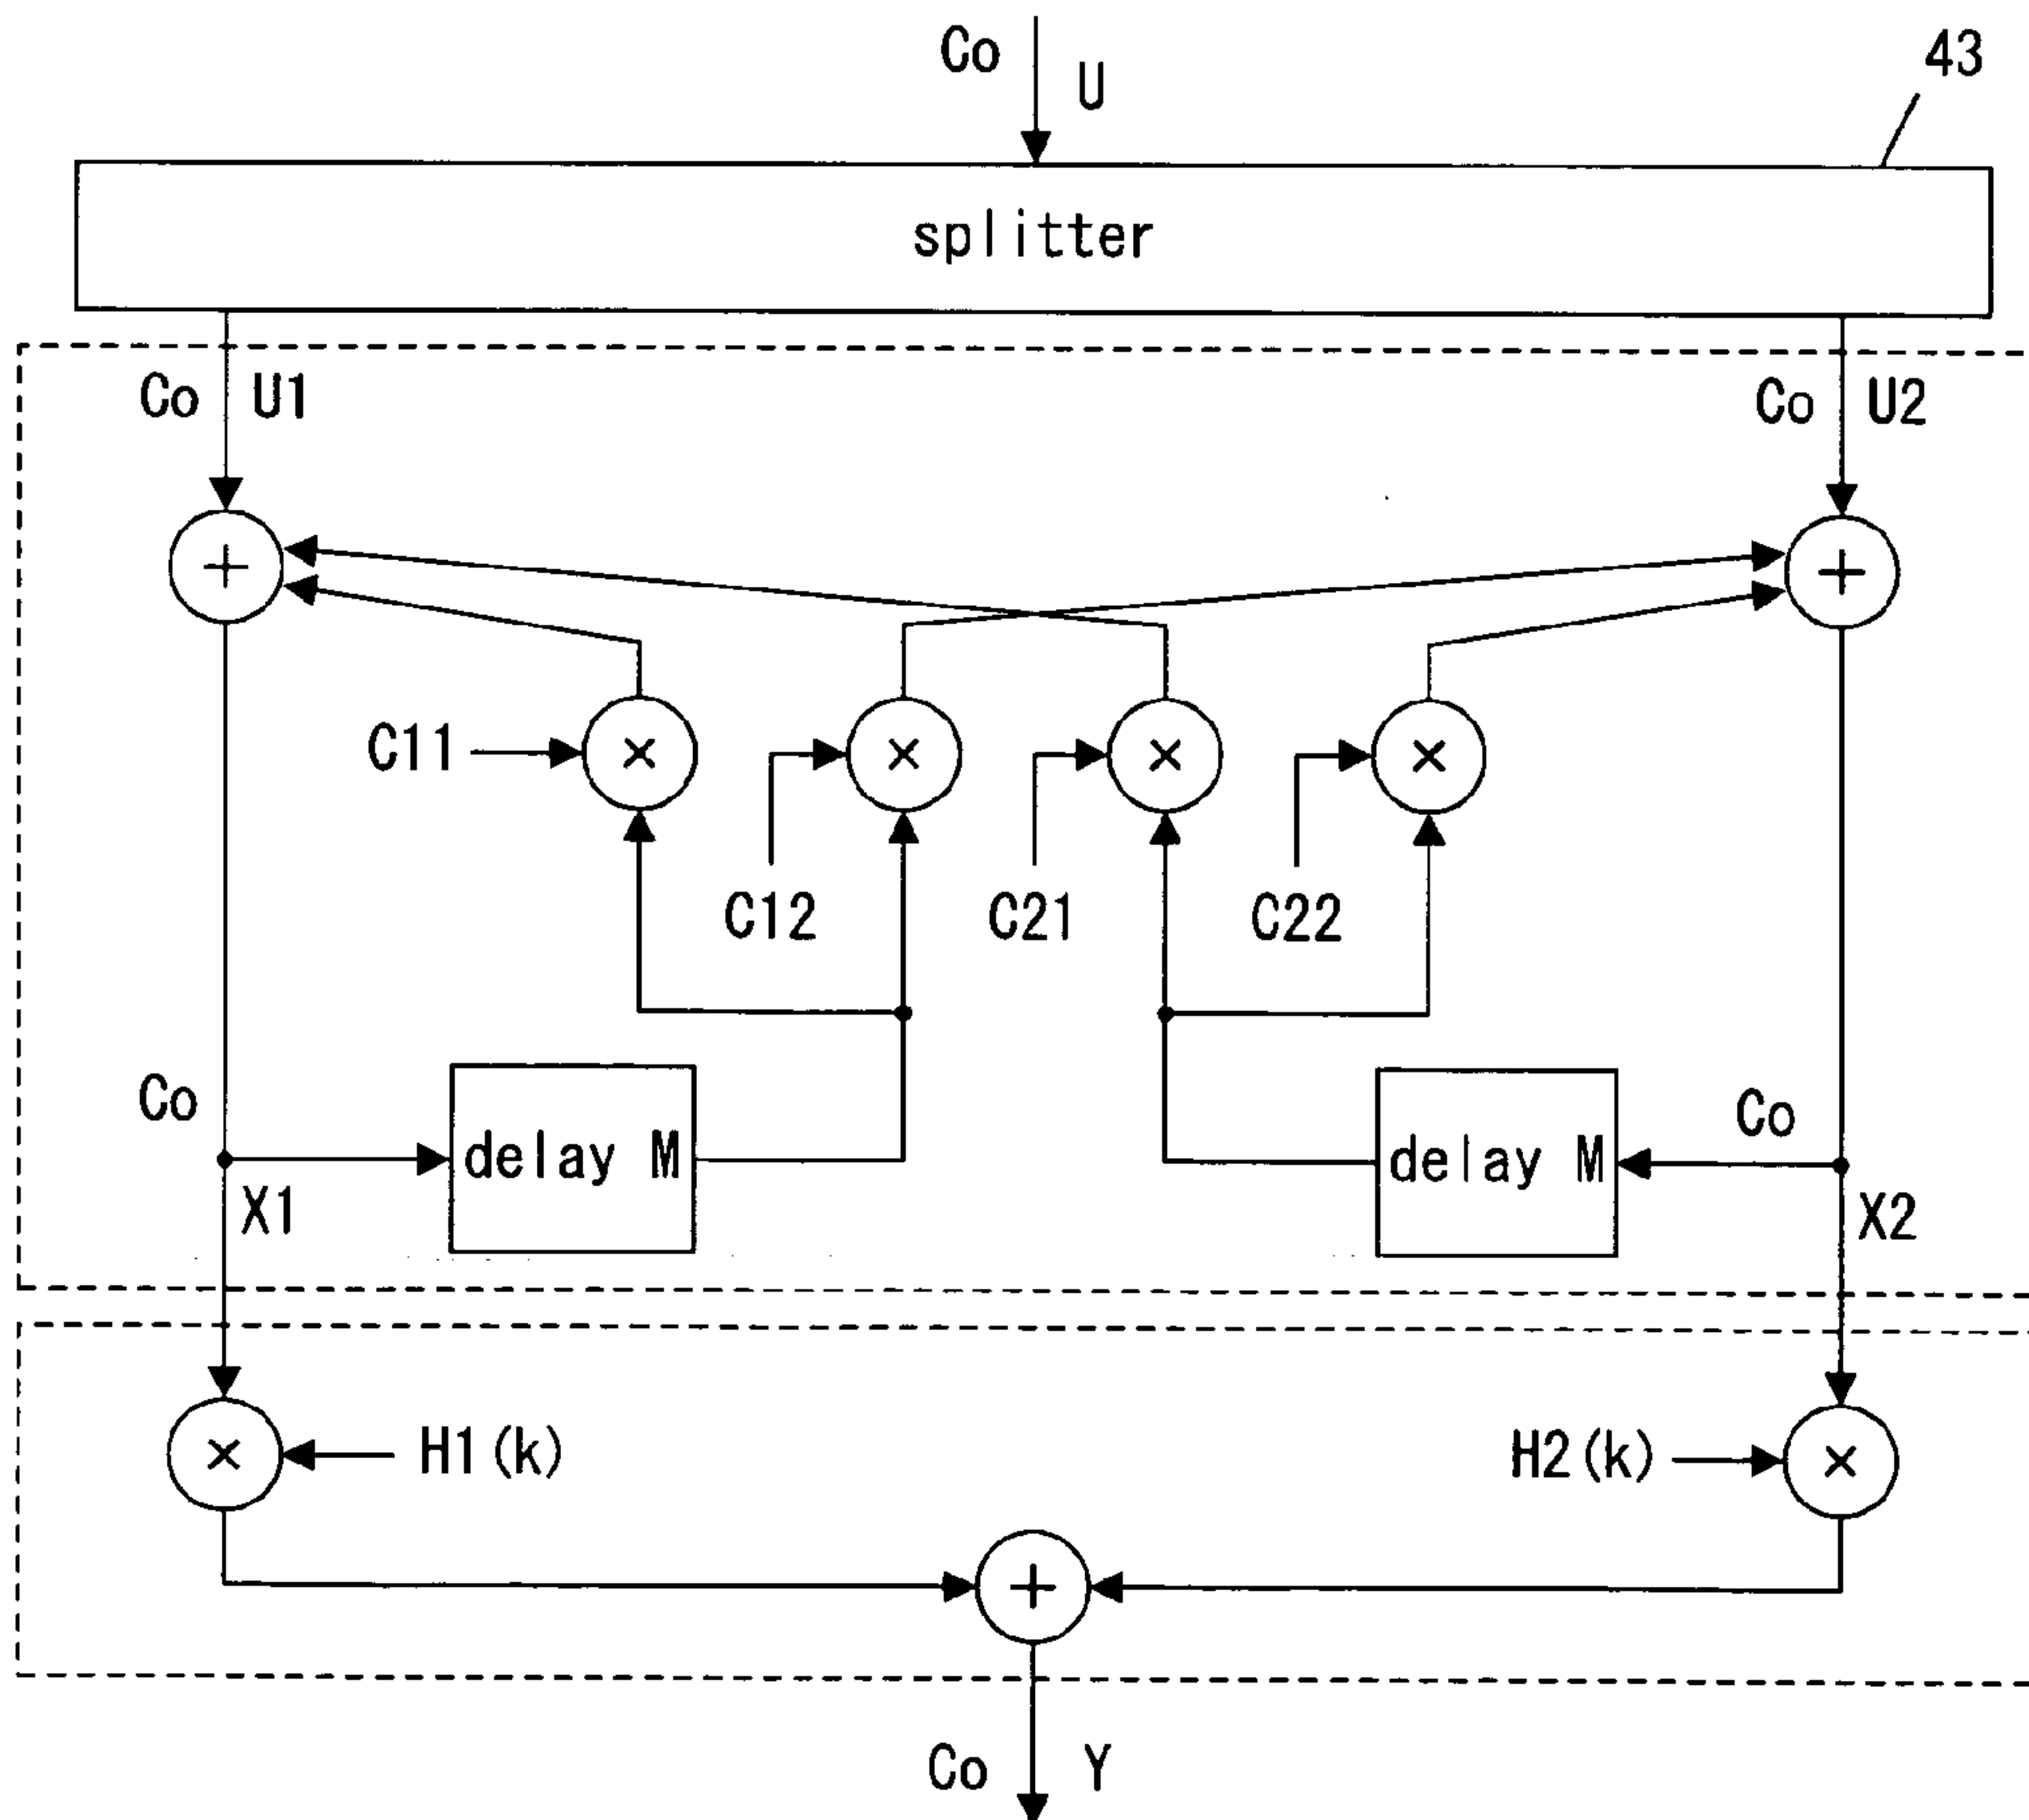 Co U
43
splitter
Co U1
Co U2
+
+
C11
×
×
×
×
C12
C21
C22
Co
delay M
delay M
Co
X1
X2
×
H1(k)
H2(k)
×
+
Co Y